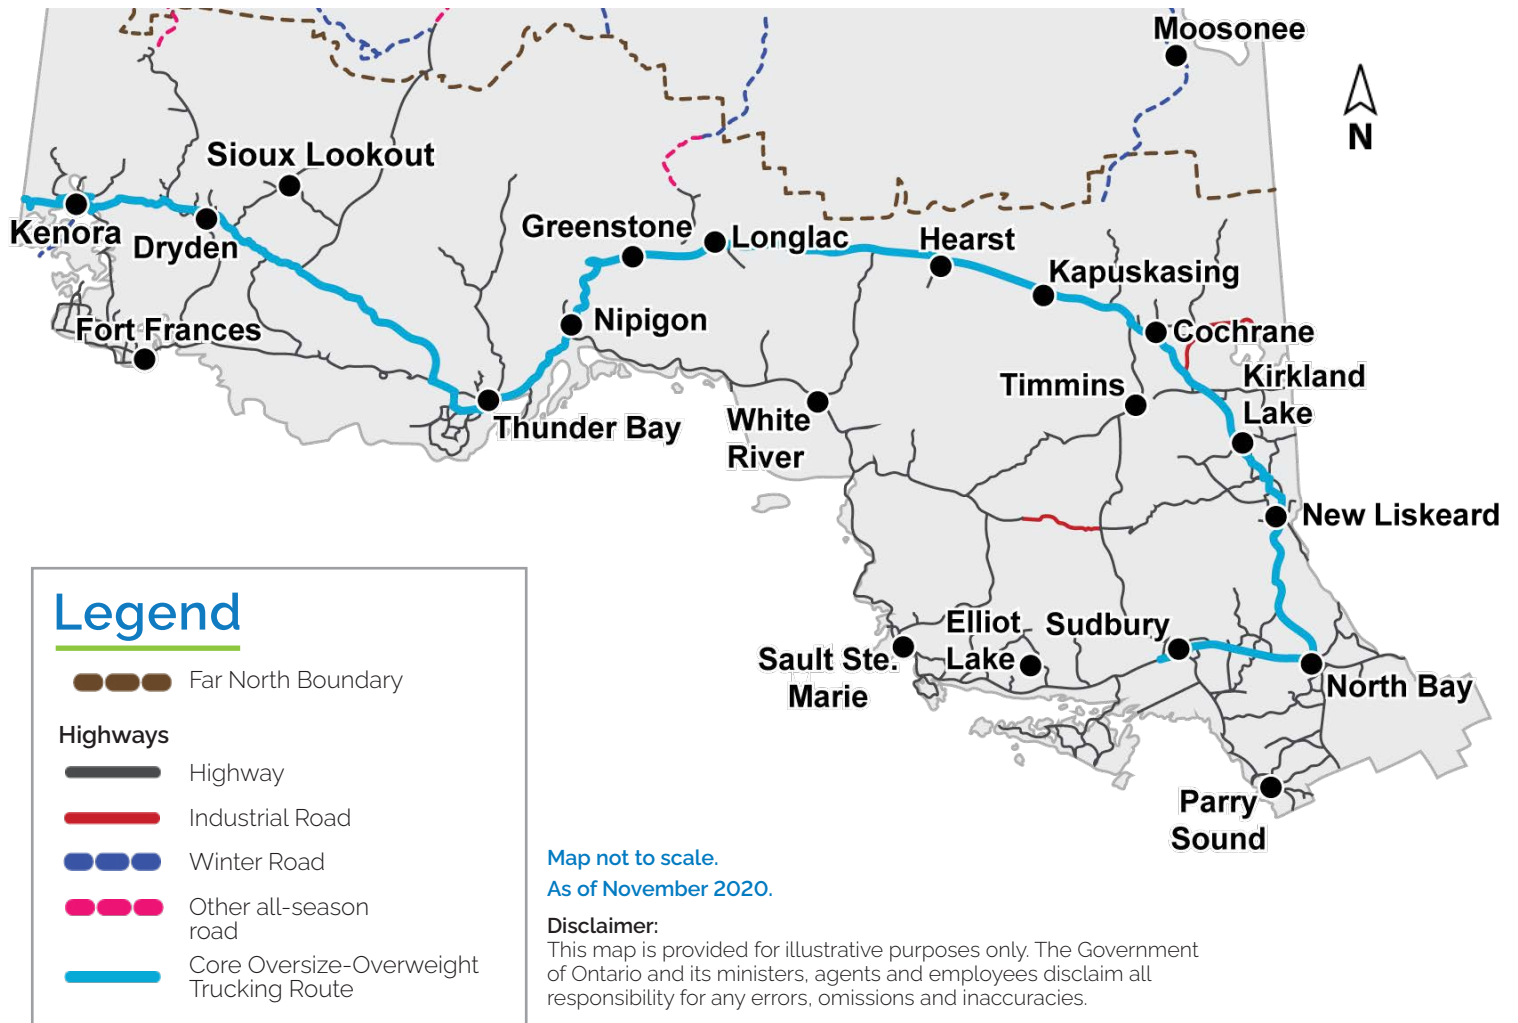 Moosonee
N
Sioux Lookout
Kenora
Dryden
Greenstone
Longlac
Hearst
Kapuskasing
Fort Frances
Nipigon
Cochrane
Kirkland
Lake
Timmins
Thunder Bay
White
River
New Liskeard
Elliot
Lake
Sudbury
Sault Ste.
Marie
North Bay
Parry
Sound
Legend
Far North Boundary
Highways
Highway
Industrial Road
Winter Road
Other all-season
road
Core Oversize-Overweight
Trucking Route
Map not to scale.
As of November 2020.
Disclaimer:
This map is provided for illustrative purposes only. The Government
of Ontario and its ministers, agents and employees disclaim all
responsibility for any errors, omissions and inaccuracies.